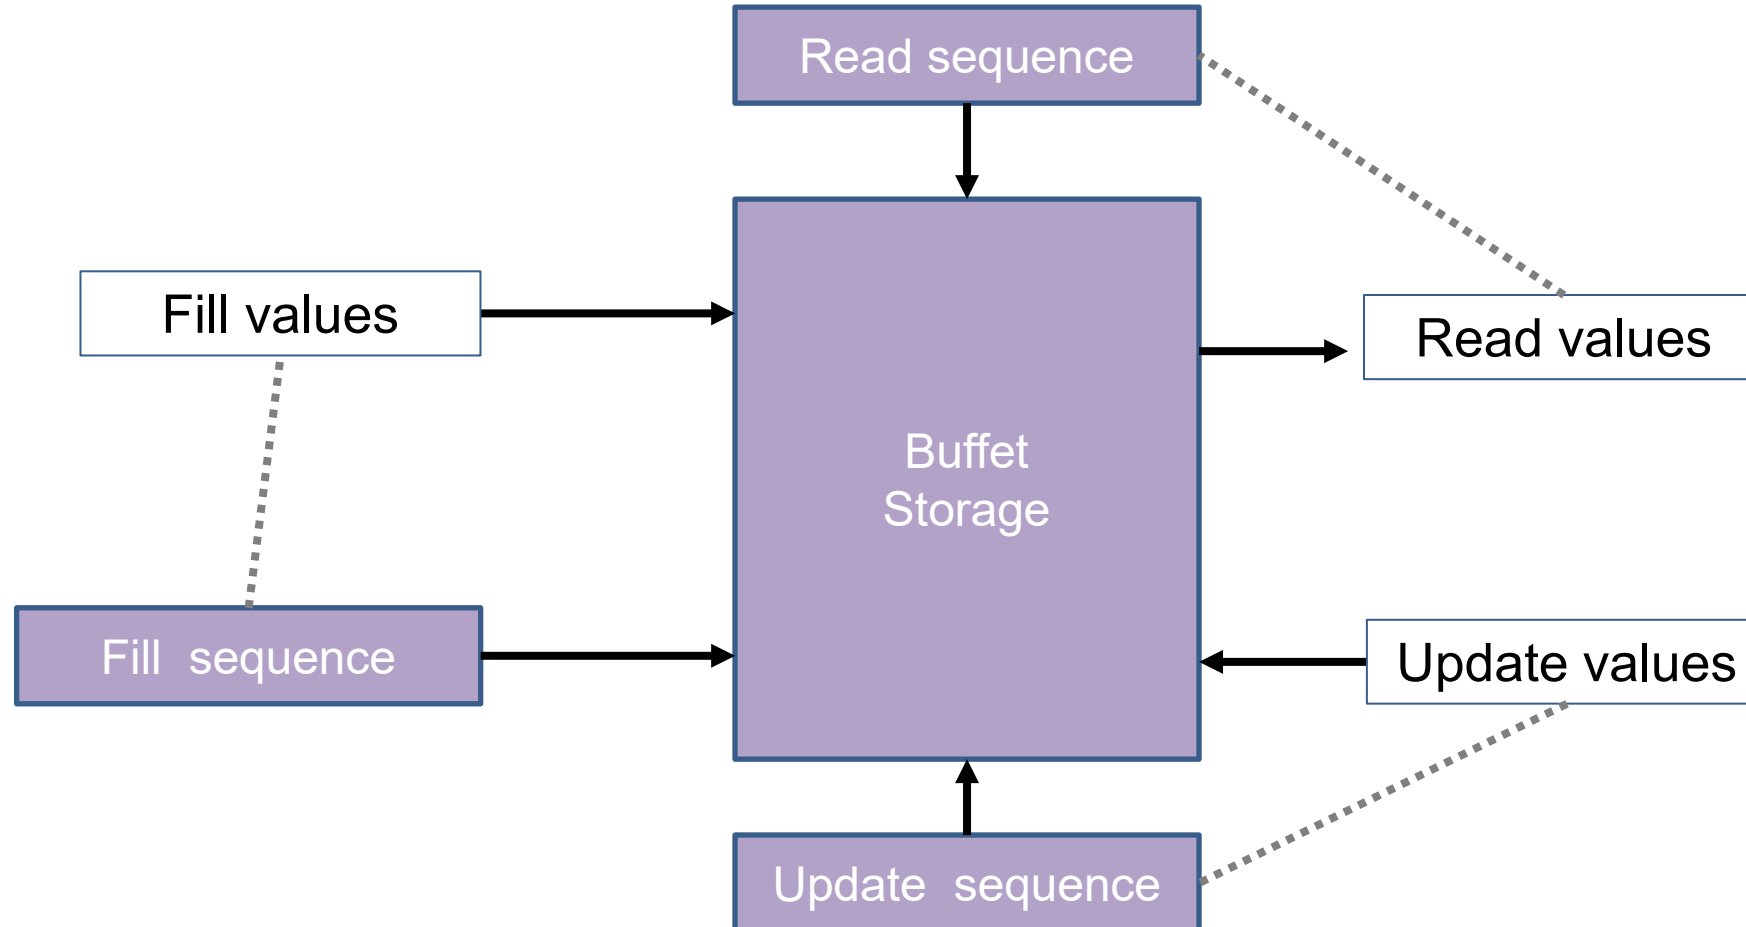 Read sequence
Fill values
Read values
Buffet
Storage
Fill  sequence
Update values
Update  sequence